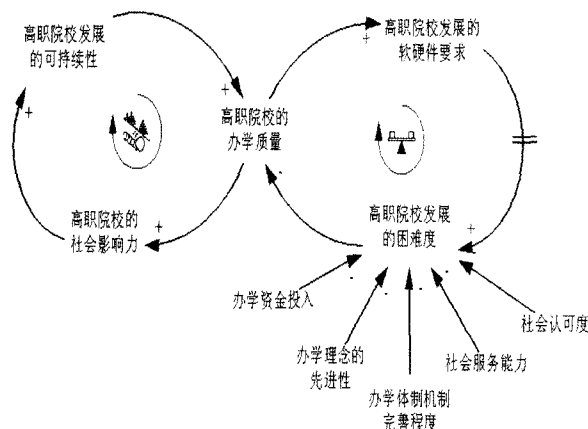 高职院校发展
的可持续性
高职院校发展的
软硬件要求
+
+
+
高职院校的
办学质量
-
高职院校的
社会影响力
+
高职院校发展
的困难度
+
-
-
-
-
-
办学资金投入
办学理念的
先进性
办学体制机制
完善程度
社会服务能力
社会认可度